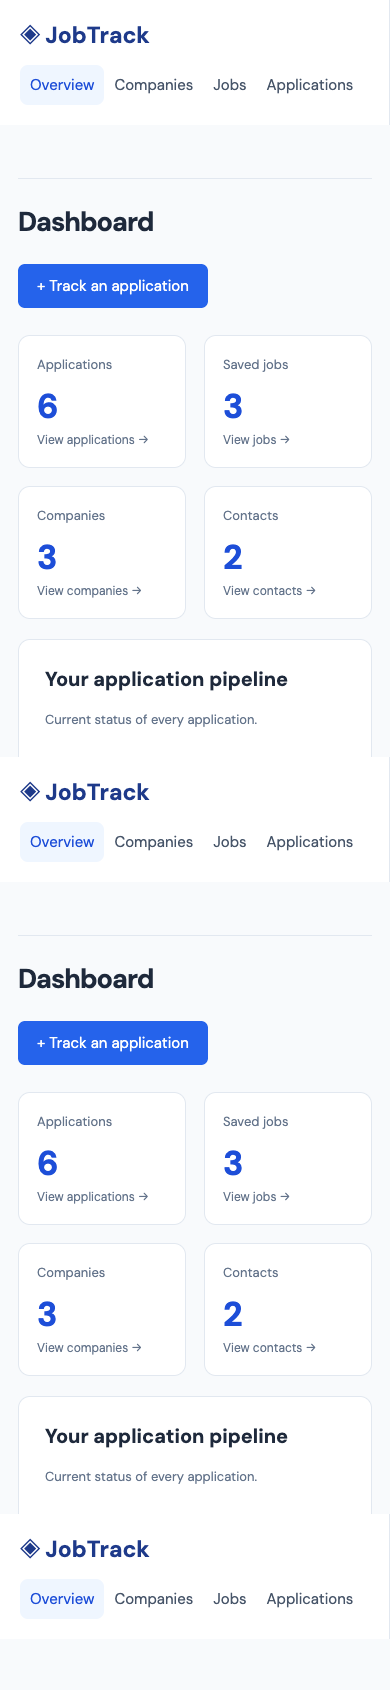 JobTrack
Overview Companies Jobs Applications
Dashboard
+ Track an application
Applications Saved jobs
6 3
View applications → View jobs →
Companies Contacts
3 2
View companies → View contacts →
Your application pipeline
Current status of every application.
JobTrack
Overview Companies Jobs Applications
Dashboard
+ Track an application
Applications Saved jobs
6 3
View applications → View jobs →
Companies Contacts
3 2
View companies → View contacts →
Your application pipeline
Current status of every application.
JobTrack
Overview Companies Jobs Applications